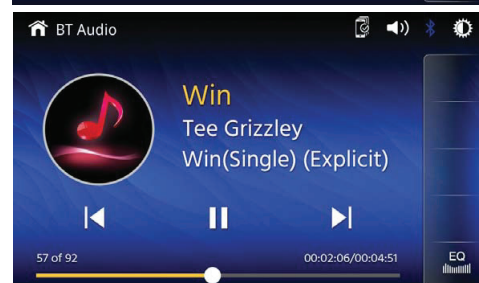 BT Audio
Win
Tee Grizzley
Win(Single) (Explicit)
57 of 92
00:02:06/00:04:51
EQ